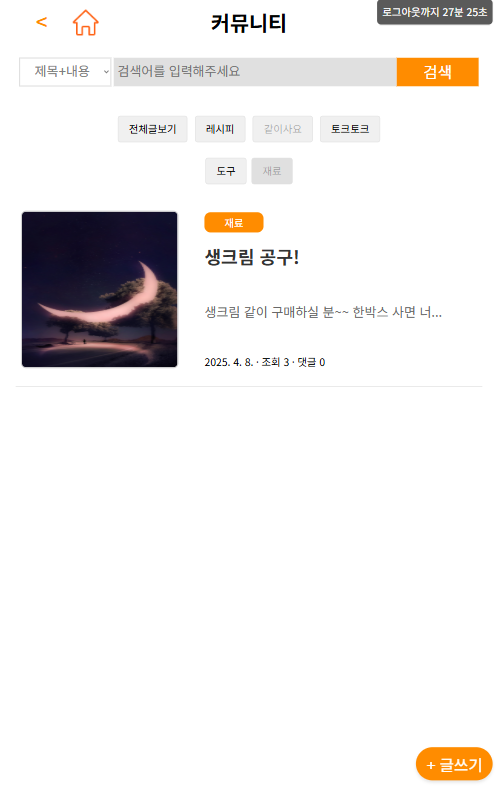 로그아웃까지 27분 25초
<
커뮤니티
제목+내용
검색어를 입력해주세요
검색
전체글보기 레시피 같이사요 토크토크
도구 재료
재료
생크림 공구!
생크림 같이 구매하실 분~~ 한박스 사면 너...
2025. 4. 8. · 조회 3 · 댓글 0
+ 글쓰기